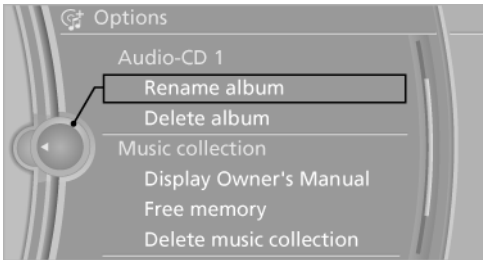 Options
Audio-CD 1
Rename album
Delete album
Music collection
Display Owner's Manual
Free memory
Delete music collection